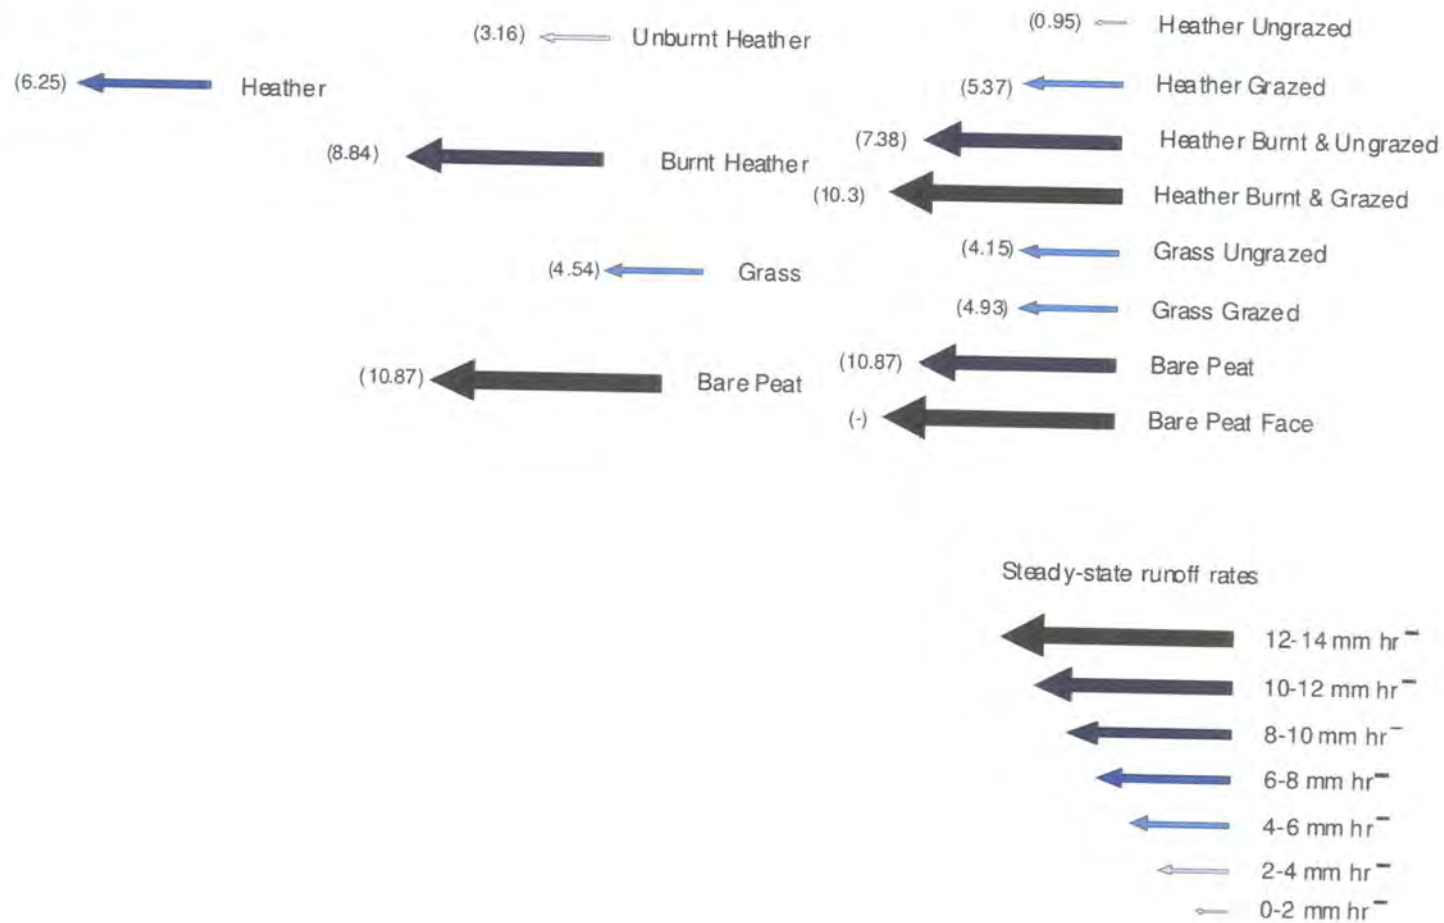 (0.95) Heather Ungrazed
(3.16) Unburnt Heather
(6.25) Heather
(5.37) Heather Grazed
(7.38) Heather Burnt & Ungrazed
(8.84) Burnt Heather
(10.3) Heather Burnt & Grazed
(4.15) Grass Ungrazed
(4.54) Grass
(4.93) Grass Grazed
(10.87) Bare Peat
(10.87) Bare Peat
(-) Bare Peat Face
Steady-state runoff rates
12-14 mm hr⁻
10-12 mm hr⁻
8-10 mm hr⁻
6-8 mm hr⁻
4-6 mm hr⁻
2-4 mm hr⁻
0-2 mm hr⁻